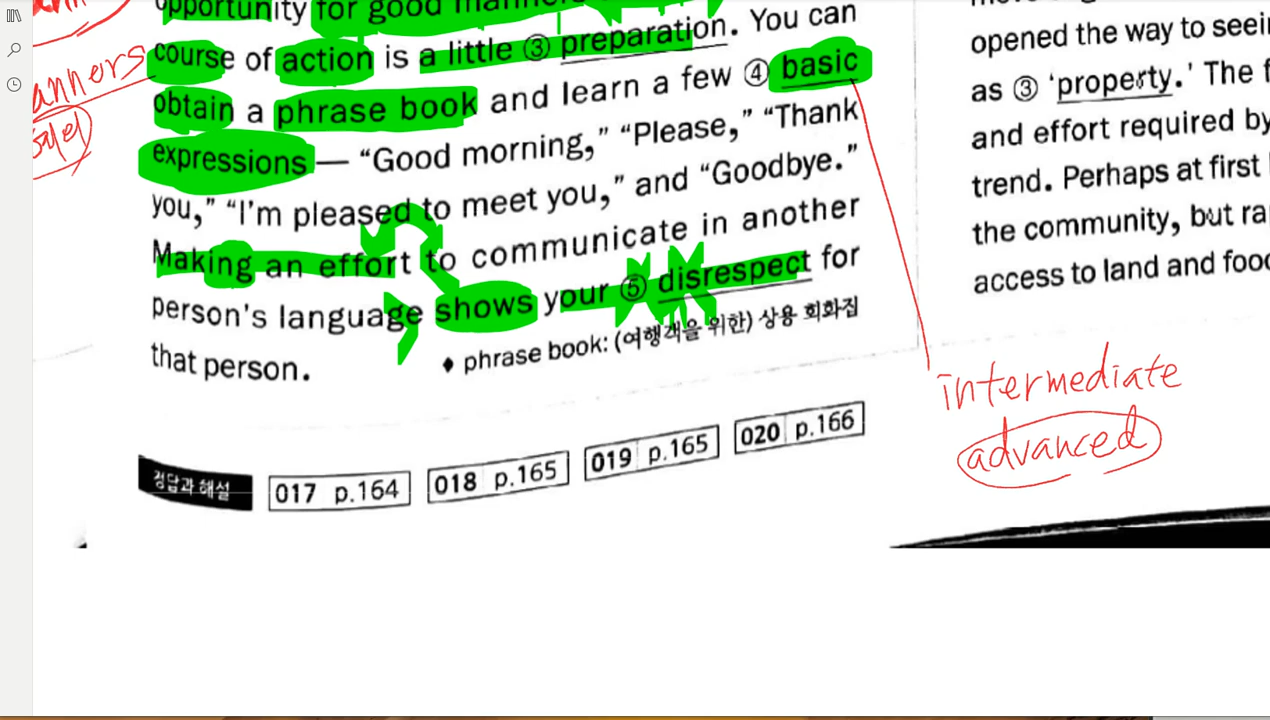 opportunity for good
course of action is a little ③ preparation. You can
obtain a phrase book and learn a few ④ basic
expressions — “Good morning,” “Please,” “Thank
you,” “I’m pleased to meet you,” and “Goodbye.”
Making an effort to communicate in another
person’s language shows your ⑤ disrespect for
that person.
♦ phrase book: (여행객을 위한) 상용 회화집
정답과 해설
017 p.164
018 p.165
019 p.165
020 p.166
anners
opened the way to seei
as ③ ‘property.’ The f
and effort required by
trend. Perhaps at first
the community, but ra
access to land and food
intermediate
advanced